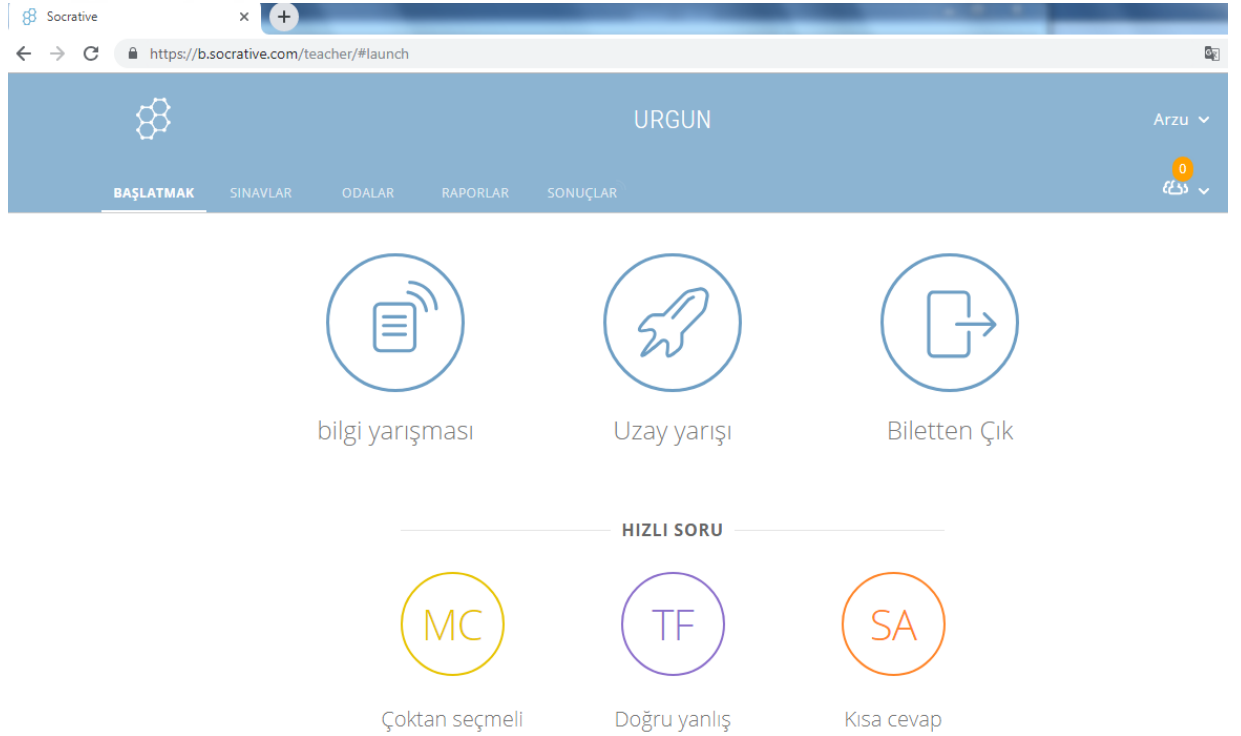 Socrative
https://b.socrative.com/teacher/#launch
URGUN
Arzu
0
BAŞLATMAK SINAVLAR ODALAR RAPORLAR SONUÇLAR
bilgi yarışması Uzay yarışı Biletten Çık
HIZLI SORU
MC TF SA
Çoktan seçmeli Doğru yanlış Kısa cevap